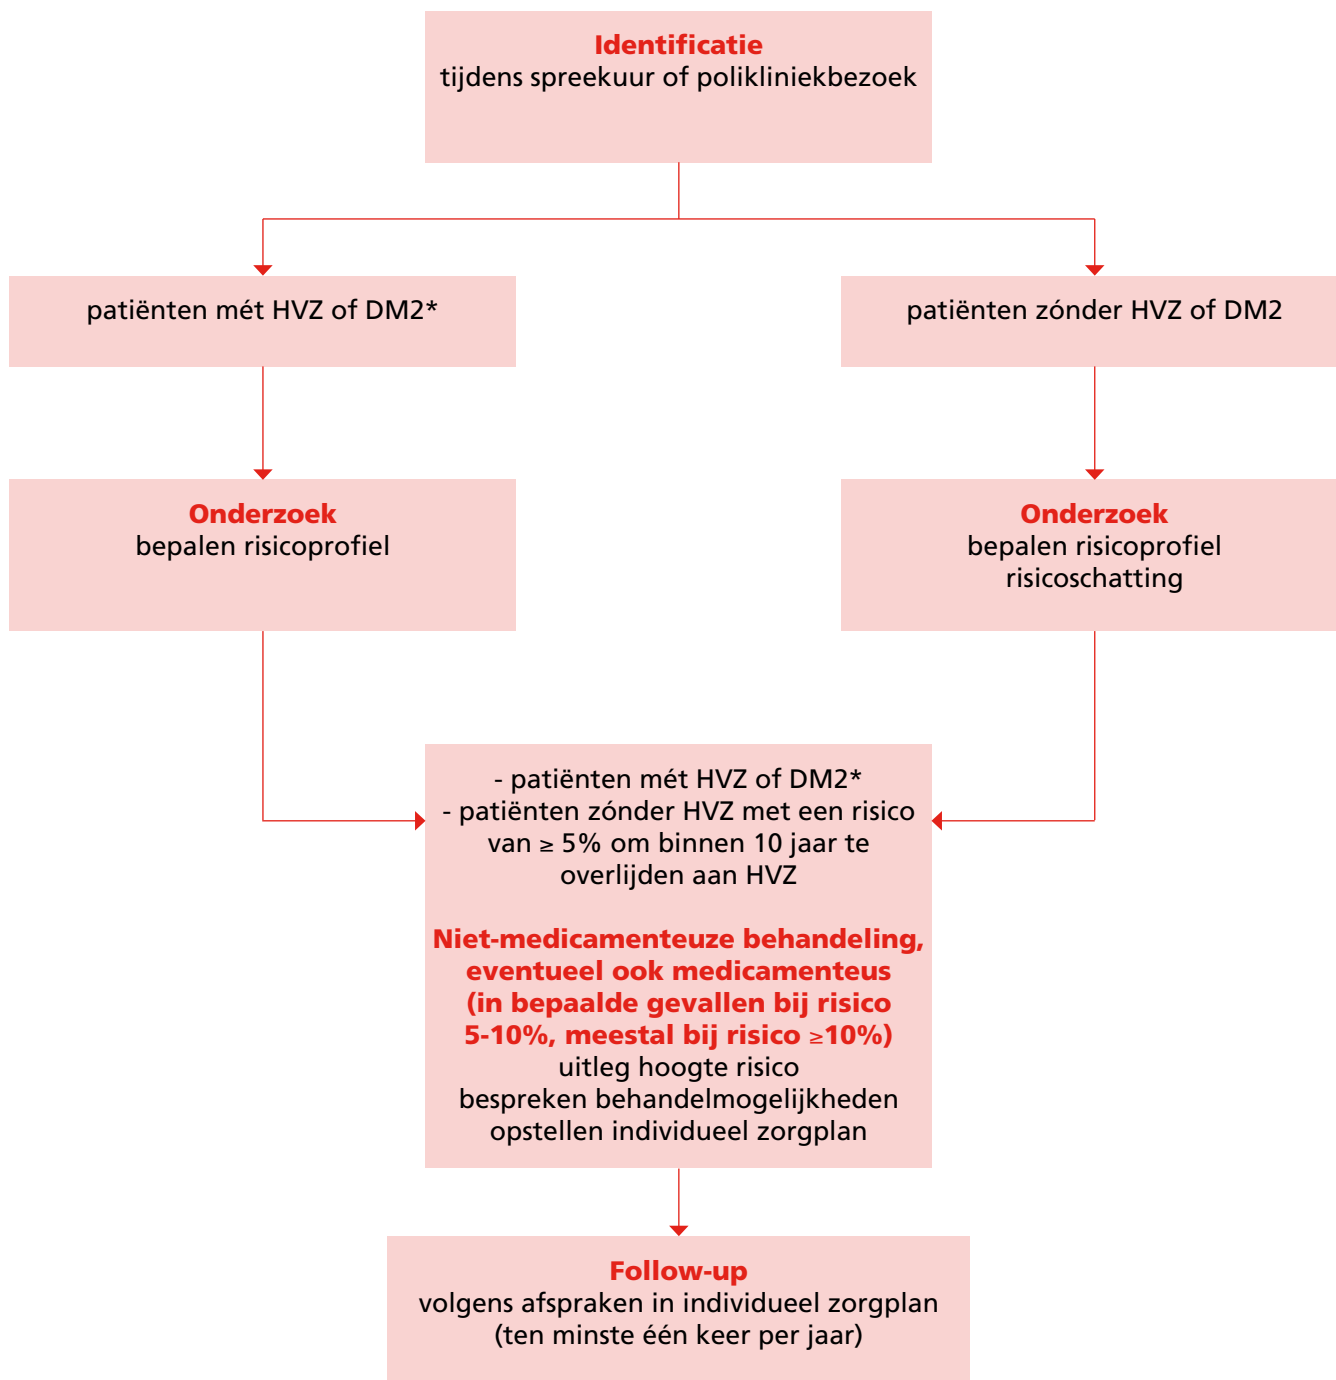 Identificatie
tijdens spreekuur of polikliniekbezoek
patiënten mét HVZ of DM2*
patiënten zónder HVZ of DM2
Onderzoek
bepalen risicoprofiel
Onderzoek
bepalen risicoprofiel
risicoschatting
- patiënten mét HVZ of DM2*
- patiënten zónder HVZ met een risico
van ≥ 5% om binnen 10 jaar te
overlijden aan HVZ
Niet-medicamenteuze behandeling,
eventueel ook medicamenteus
(in bepaalde gevallen bij risico
5-10%, meestal bij risico ≥10%)
uitleg hoogte risico
bespreken behandelmogelijkheden
opstellen individueel zorgplan
Follow-up
volgens afspraken in individueel zorgplan
(ten minste één keer per jaar)